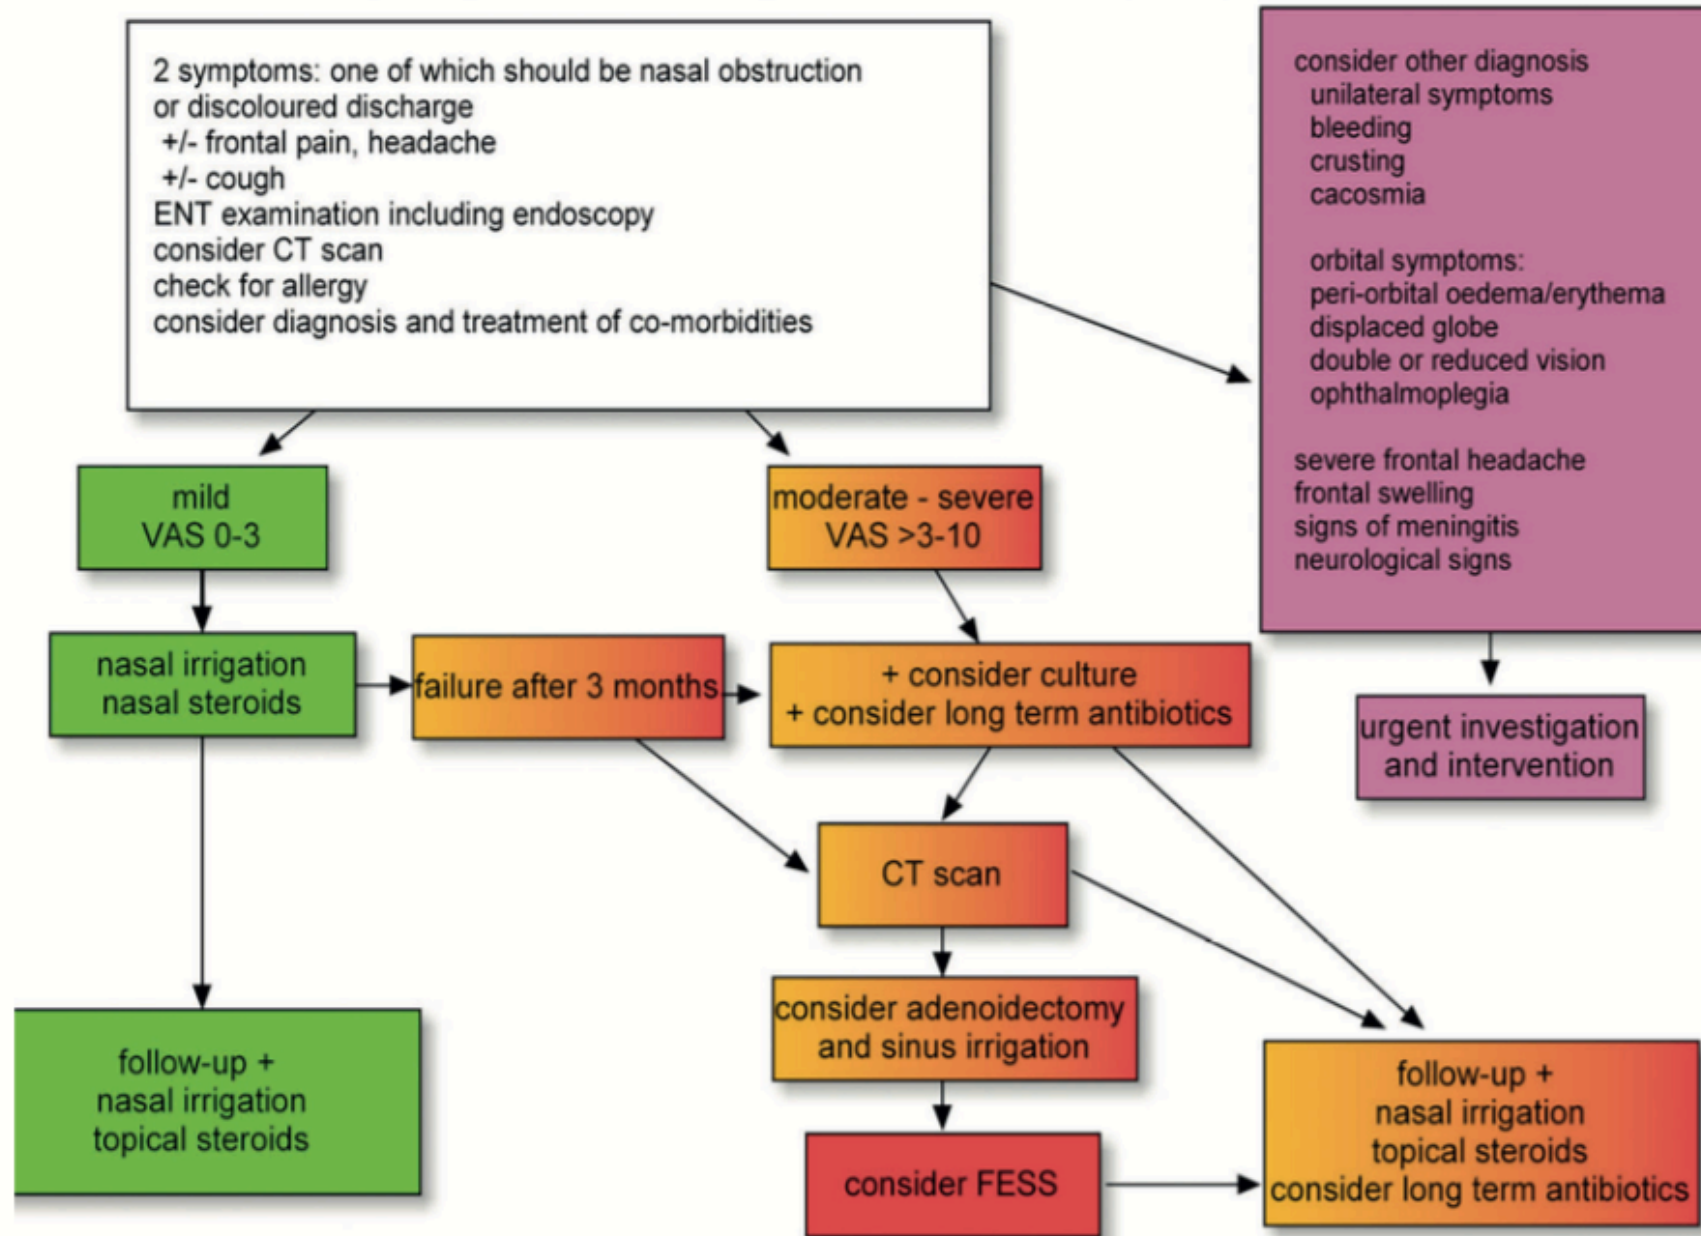 2 symptoms: one of which should be nasal obstruction
or discoloured discharge
+/- frontal pain, headache
+/- cough
ENT examination including endoscopy
consider CT scan
check for allergy
consider diagnosis and treatment of co-morbidities
consider other diagnosis
unilateral symptoms
bleeding
crusting
cacosmia
orbital symptoms:
peri-orbital oedema/erythema
displaced globe
double or reduced vision
ophthalmoplegia
severe frontal headache
frontal swelling
signs of meningitis
neurological signs
mild
VAS 0-3
moderate - severe
VAS >3-10
nasal irrigation
nasal steroids
failure after 3 months
+ consider culture
+ consider long term antibiotics
urgent investigation
and intervention
CT scan
consider adenoidectomy
and sinus irrigation
follow-up +
nasal irrigation
topical steroids
consider FESS
follow-up +
nasal irrigation
topical steroids
consider long term antibiotics